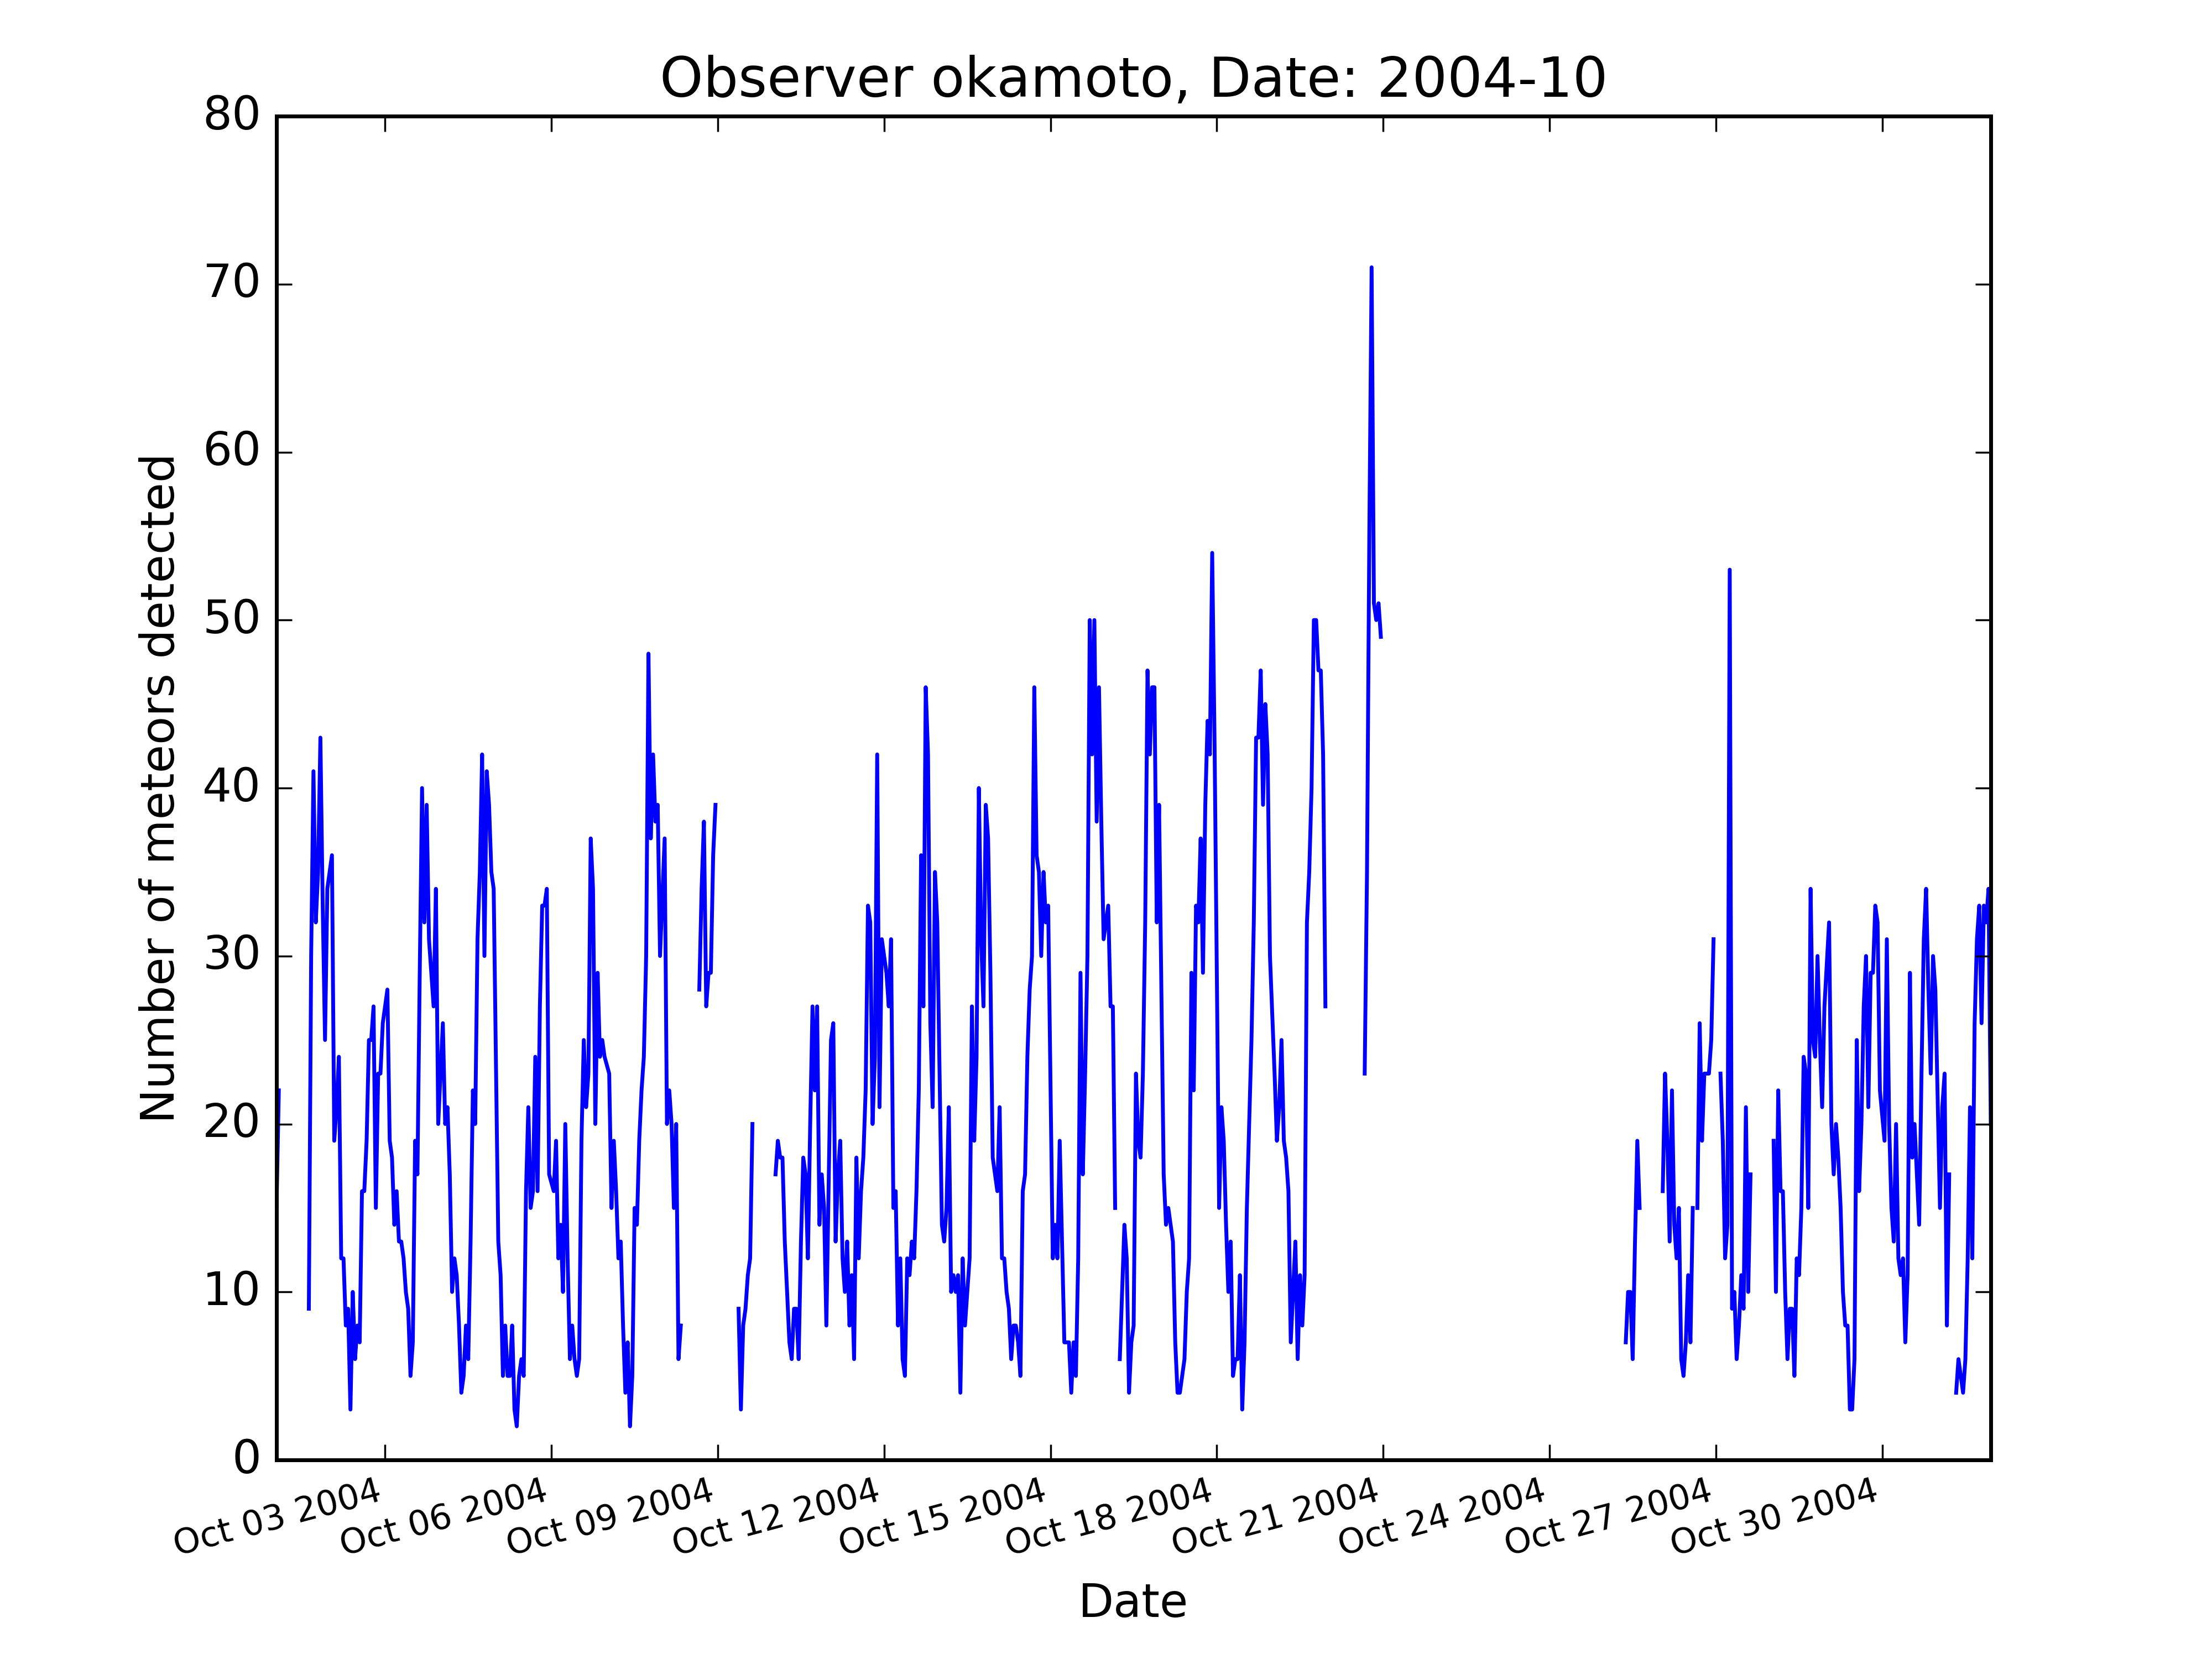 Observer okamoto, Date: 2004-10
Number of meteors detected
80
70
60
50
40
30
20
10
0
Oct 03 2004
Oct 06 2004
Oct 09 2004
Oct 12 2004
Oct 15 2004
Oct 18 2004
Oct 21 2004
Oct 24 2004
Oct 27 2004
Oct 30 2004
Date